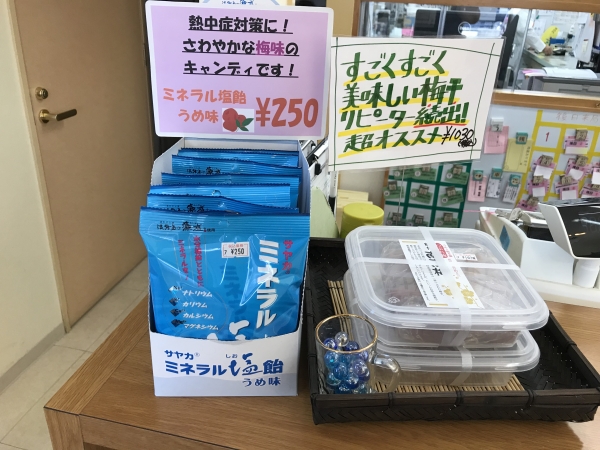 熱中症対策に！
さわやかな梅味の
キャンディです！
ミネラル塩飴
うめ味
¥250
すごくすごく
美味しい梅干
リピーター続出!
超オススメ
¥1030
¥250
サヤカ
ミネラル
ナトリウム
カリウム
カルシウム
マグネシウム
サヤカ®
ミネラル塩飴
しお
うめ味